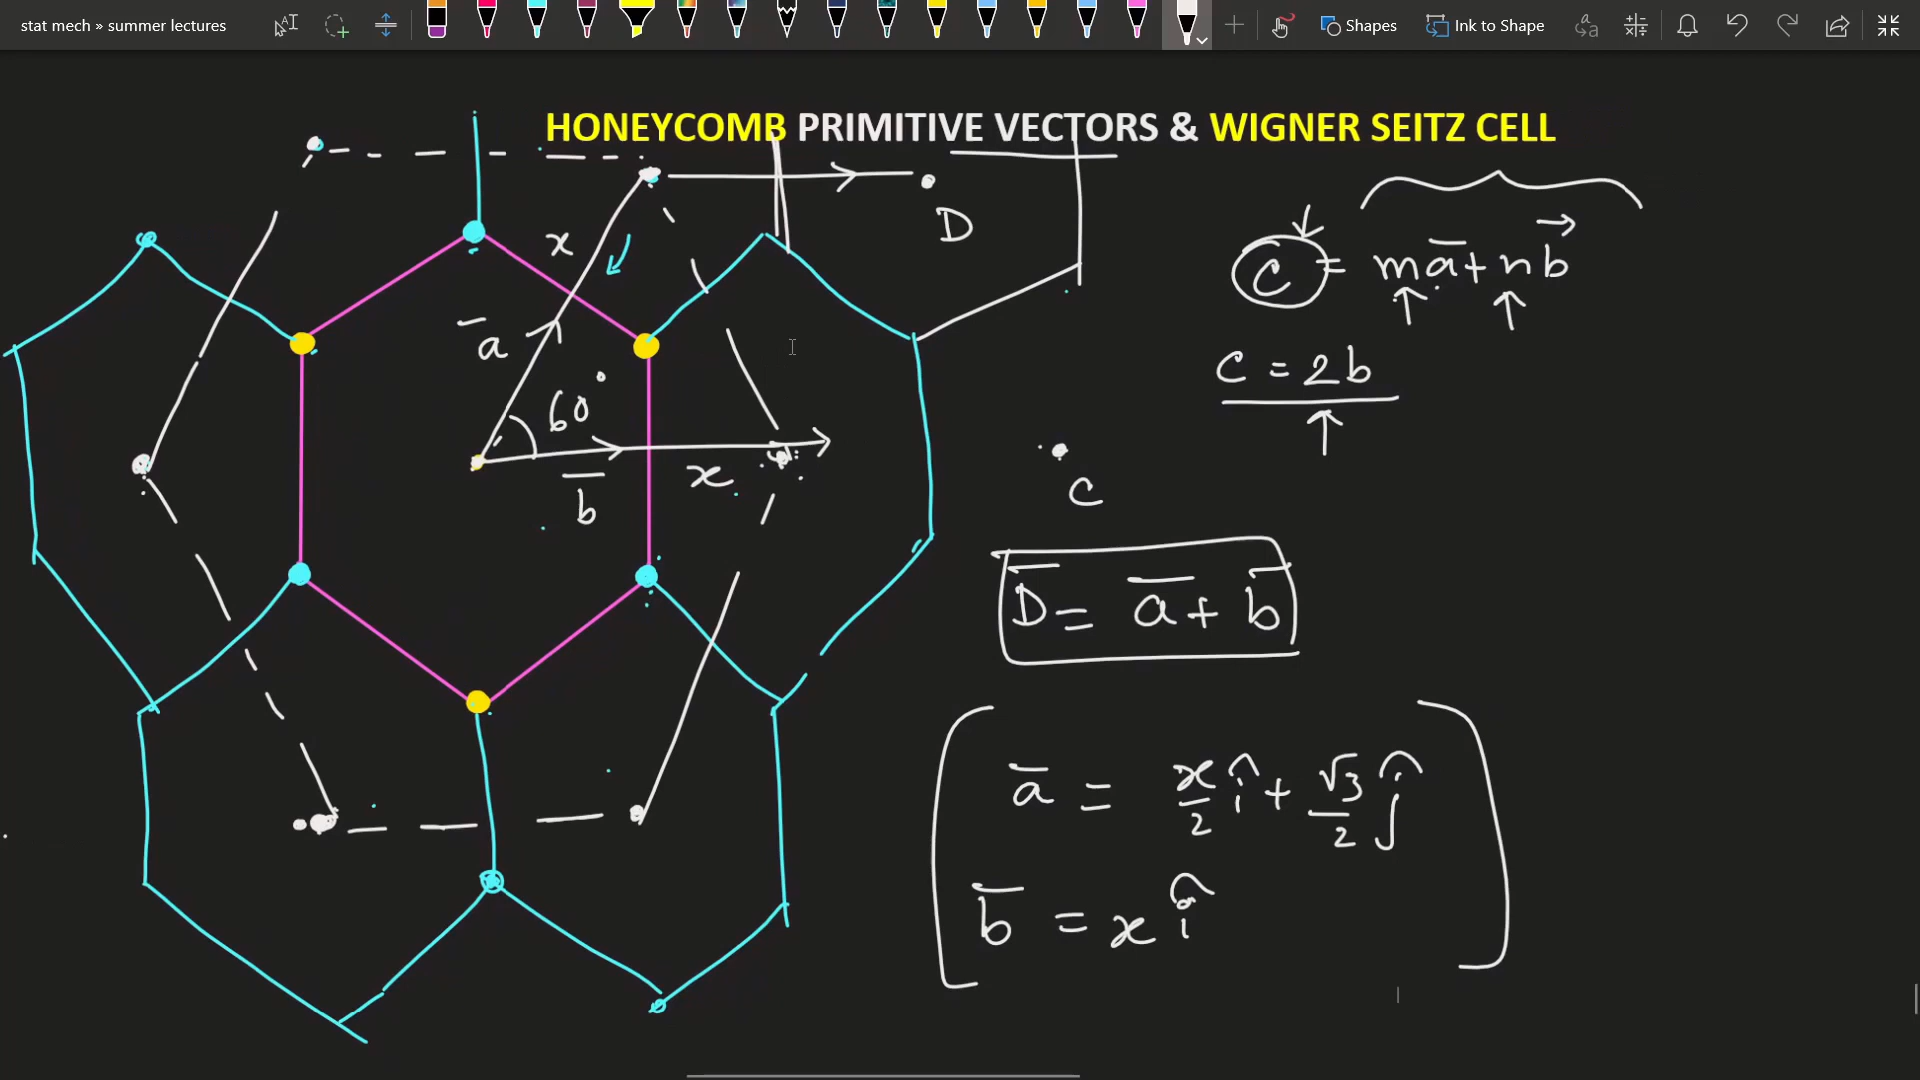 stat mech » summer lectures
Shapes
Ink to Shape
HONEYCOMB PRIMITIVE VECTORS & WIGNER SEITZ CELL
D
x
a̅
60°
b̅
x
C = ma̅ + nb⃗
C = 2b
C
D̅ = a̅ + b̅
a̅ = x/2 î + √3/2 ĵ
b̅ = x î